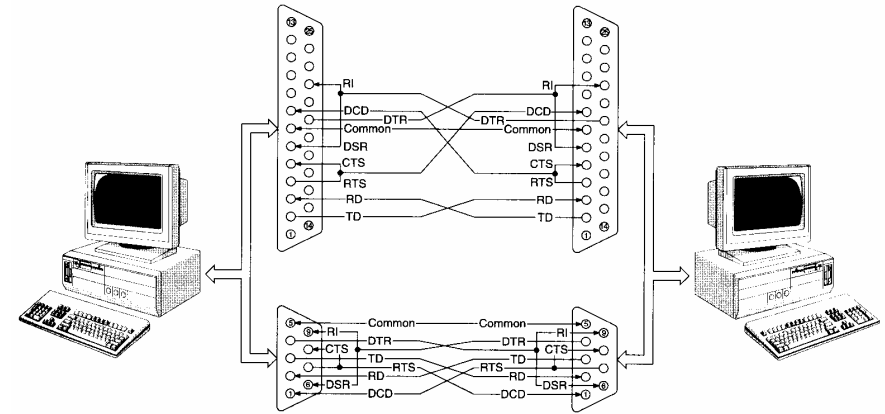 13 13
25 25
RI RI
DCD DCD
DTR DTR
Common Common
DSR DSR
CTS CTS
RTS RTS
RD RD
TD TD
14 14
1 1
5 Common Common 5
9 RI RI 9
DTR DTR
CTS TD TD CTS
RTS RTS
RD RD
6 DSR DSR 6
1 DCD DCD 1